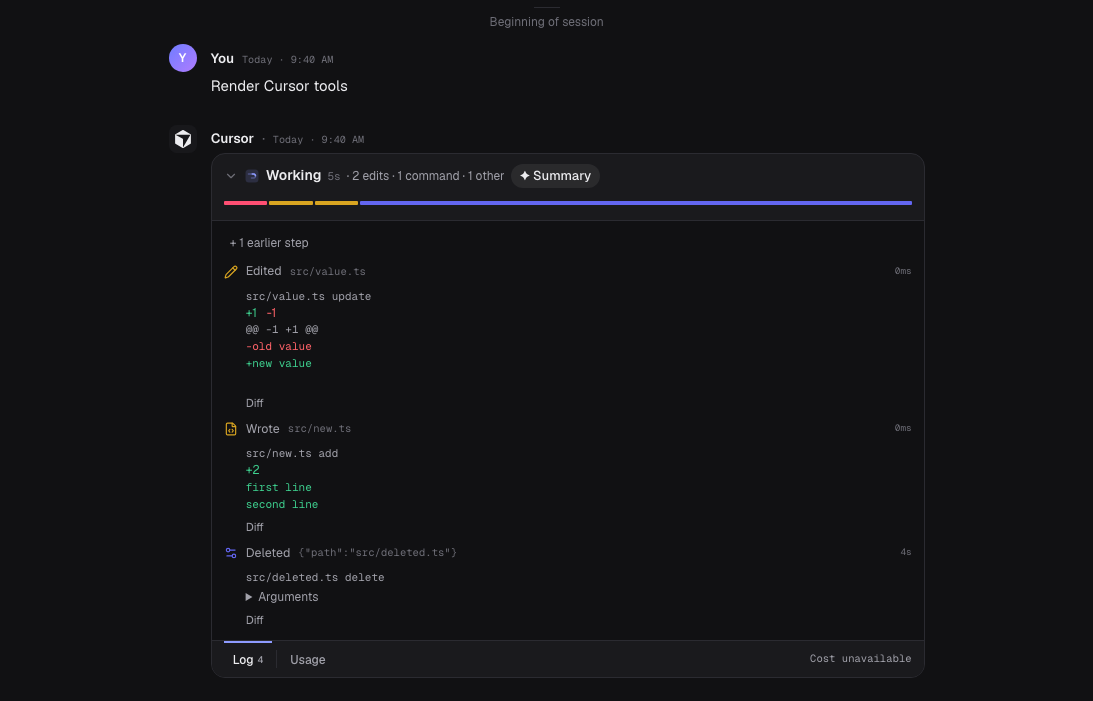 Beginning of session
Y You Today · 9:40 AM
Render Cursor tools
Cursor · Today · 9:40 AM
Working 5s · 2 edits · 1 command · 1 other Summary
+ 1 earlier step
Edited src/value.ts 0ms
src/value.ts update
+1 -1
@@ -1 +1 @@
-old value
+new value
Diff
Wrote src/new.ts 0ms
src/new.ts add
+2
first line
second line
Diff
Deleted {"path":"src/deleted.ts"} 4s
src/deleted.ts delete
Arguments
Diff
Log 4 Usage Cost unavailable